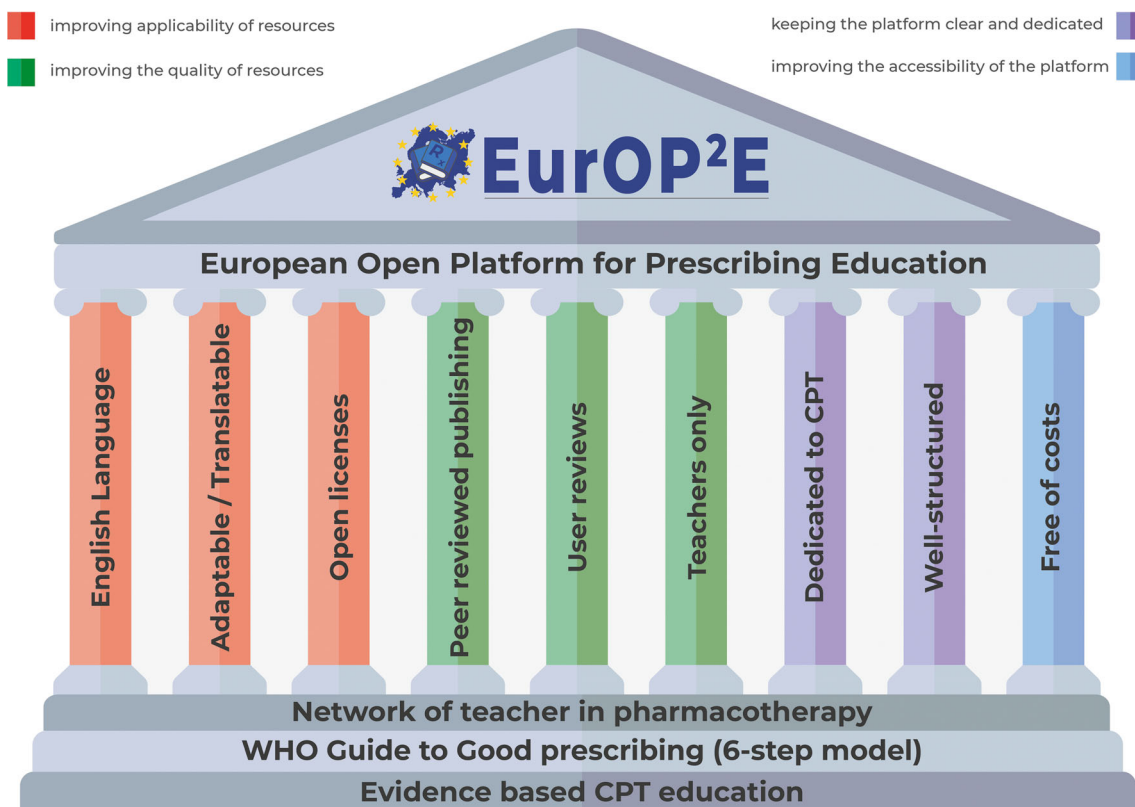 improving applicability of resources
improving the quality of resources
keeping the platform clear and dedicated
improving the accessibility of the platform
Rx
EurOP²E
European Open Platform for Prescribing Education
English Language
Adaptable / Translatable
Open licenses
Peer reviewed publishing
User reviews
Teachers only
Dedicated to CPT
Well-structured
Free of costs
Network of teacher in pharmacotherapy
WHO Guide to Good prescribing (6-step model)
Evidence based CPT education